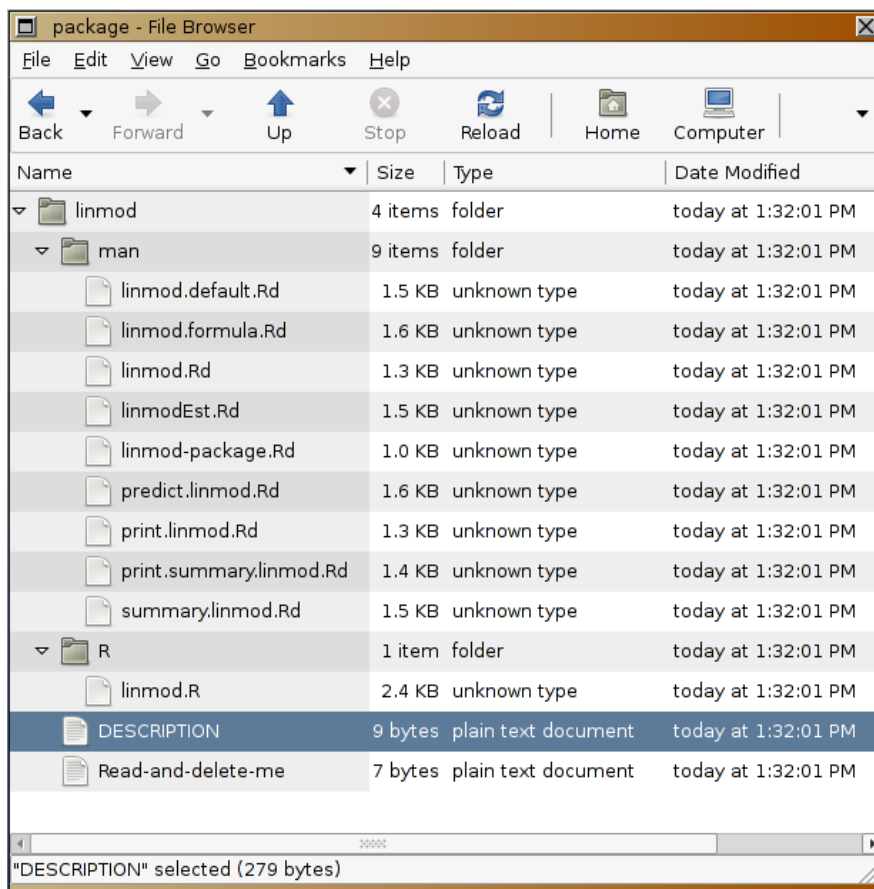 package - File Browser
File Edit View Go Bookmarks Help
Back Forward Up Stop Reload Home Computer
Name Size Type Date Modified
linmod 4 items folder today at 1:32:01 PM
man 9 items folder today at 1:32:01 PM
linmod.default.Rd 1.5 KB unknown type today at 1:32:01 PM
linmod.formula.Rd 1.6 KB unknown type today at 1:32:01 PM
linmod.Rd 1.3 KB unknown type today at 1:32:01 PM
linmodEst.Rd 1.5 KB unknown type today at 1:32:01 PM
linmod-package.Rd 1.0 KB unknown type today at 1:32:01 PM
predict.linmod.Rd 1.6 KB unknown type today at 1:32:01 PM
print.linmod.Rd 1.3 KB unknown type today at 1:32:01 PM
print.summary.linmod.Rd 1.4 KB unknown type today at 1:32:01 PM
summary.linmod.Rd 1.5 KB unknown type today at 1:32:01 PM
R 1 item folder today at 1:32:01 PM
linmod.R 2.4 KB unknown type today at 1:32:01 PM
DESCRIPTION 9 bytes plain text document today at 1:32:01 PM
Read-and-delete-me 7 bytes plain text document today at 1:32:01 PM
"DESCRIPTION" selected (279 bytes)